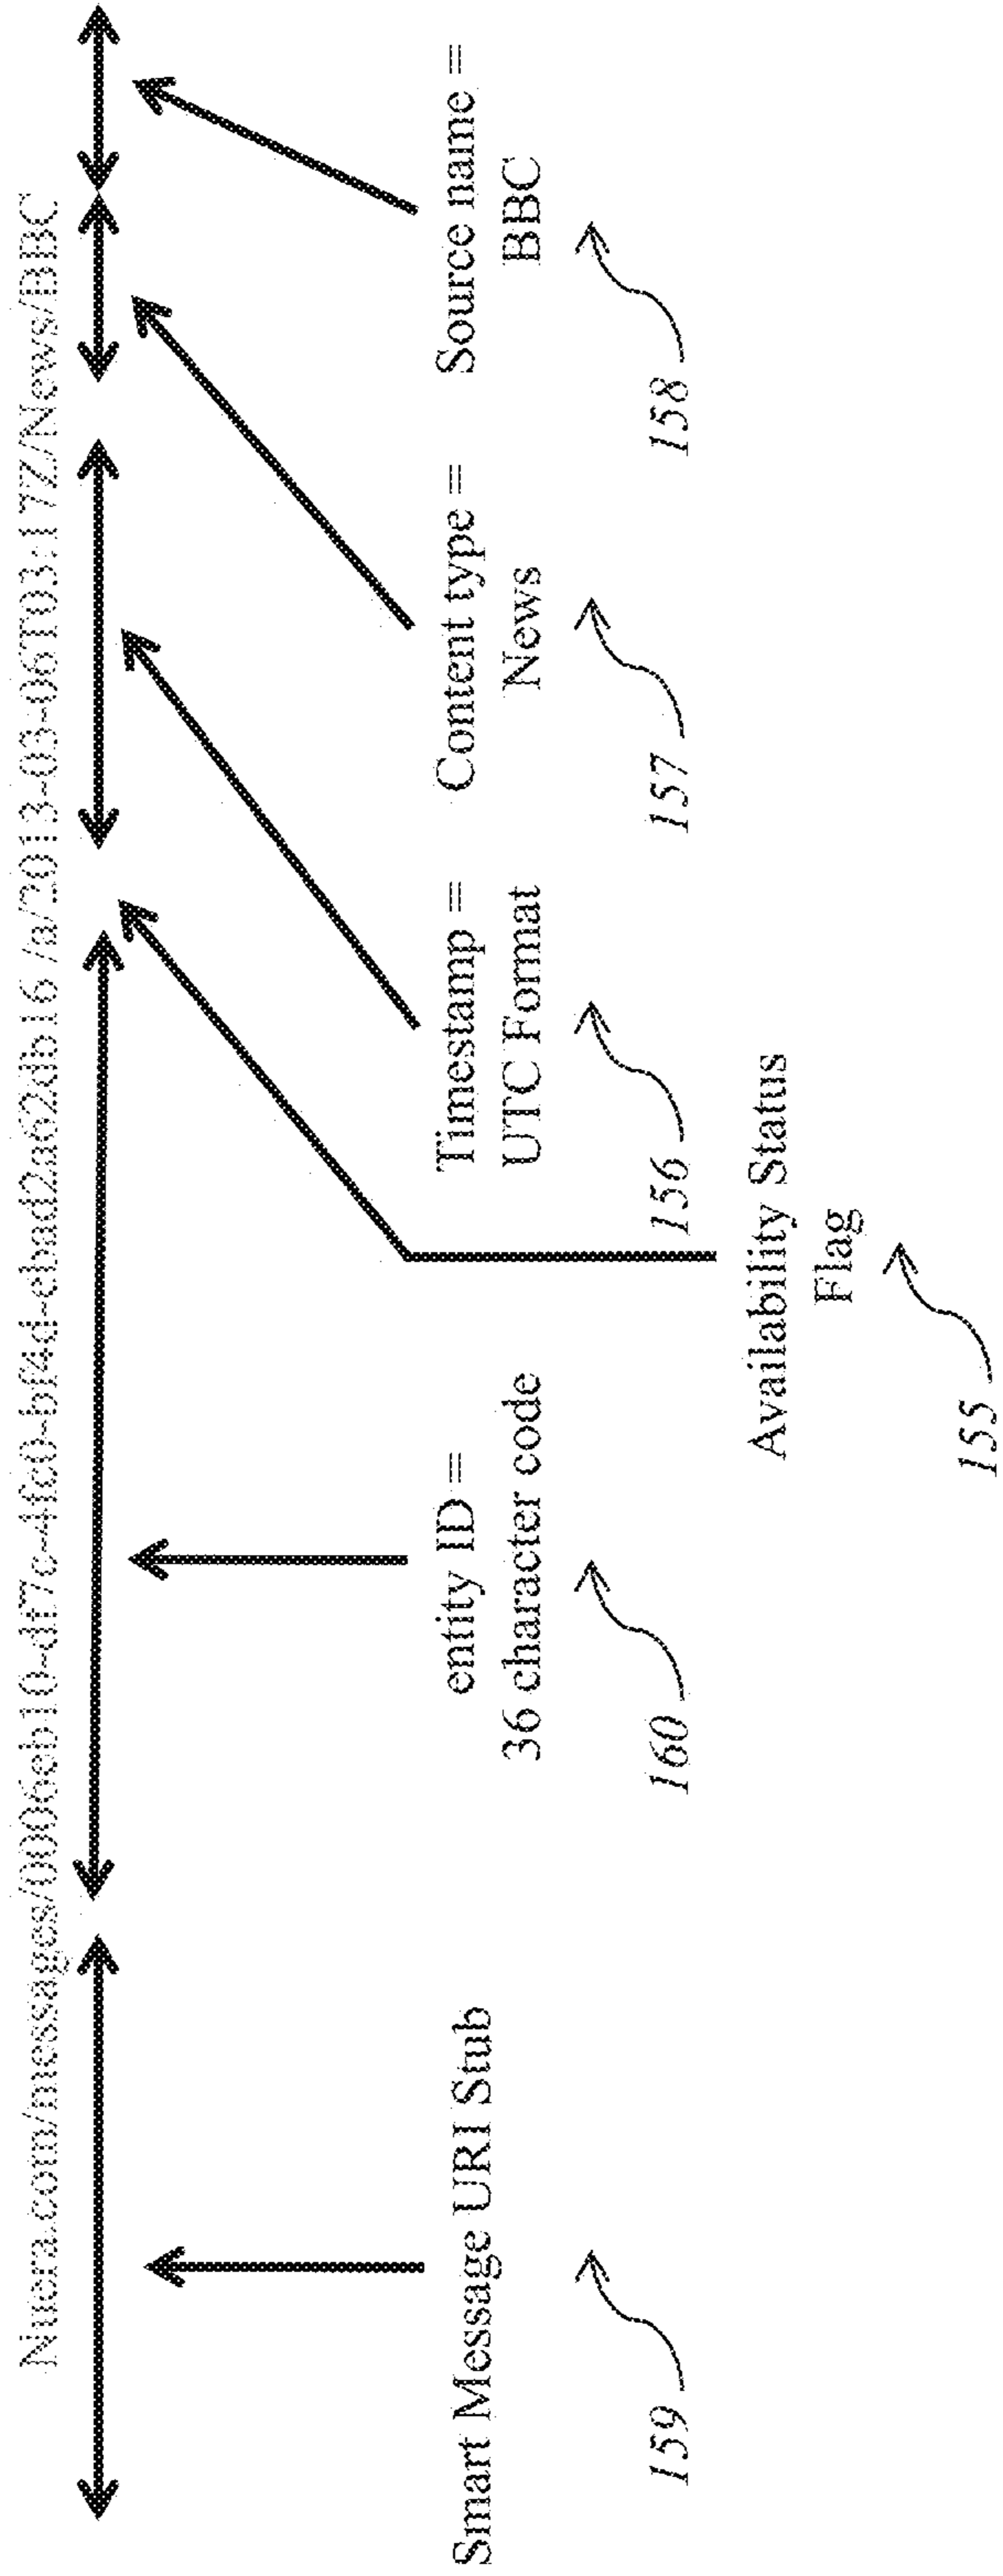 Nuera.com/messages/0006eb10-df7c-4fc0-bf4d-ebad2a62db16 /a/2013-03-06T03:17Z/News/BBC
Smart Message URI Stub
159
entity ID =
36 character code
160
Availability Status
Flag
155
Timestamp =
UTC Format
156
Content type =
News
157
Source name =
BBC
158